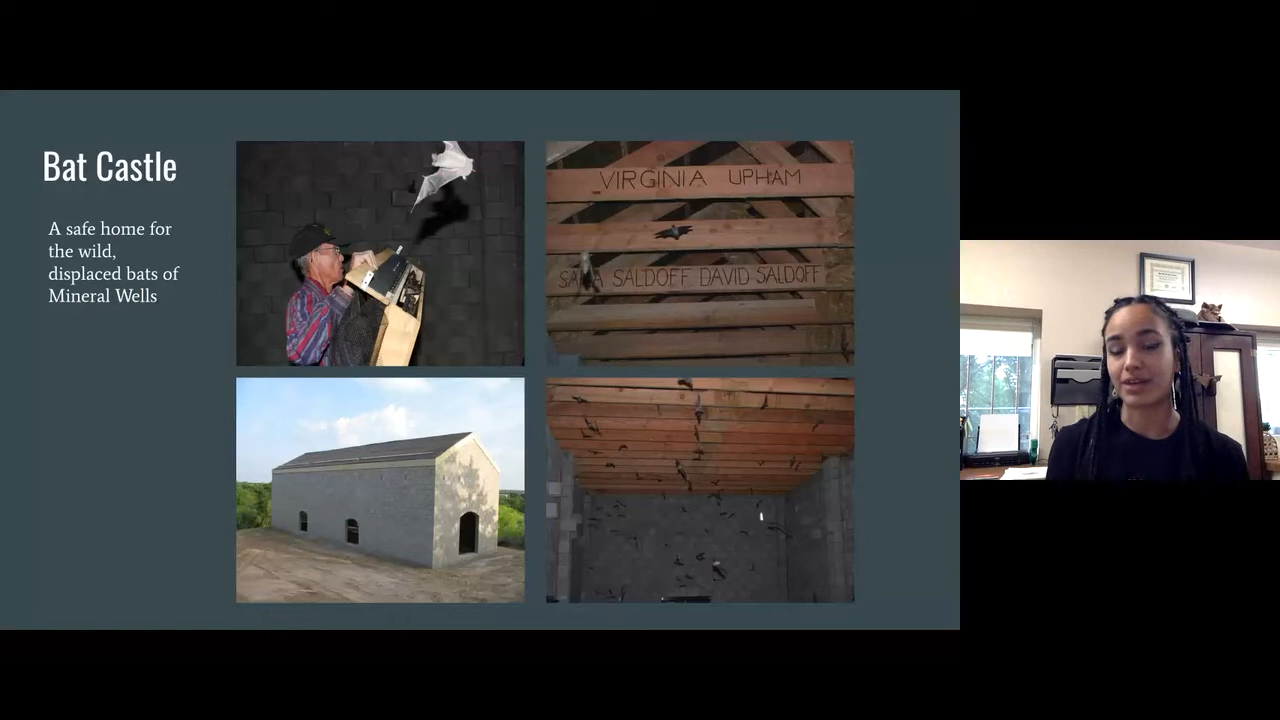 Bat Castle
A safe home for
the wild,
displaced bats of
Mineral Wells
VIRGINIA UPHAM
SALDOFF DAVID SALDOFF